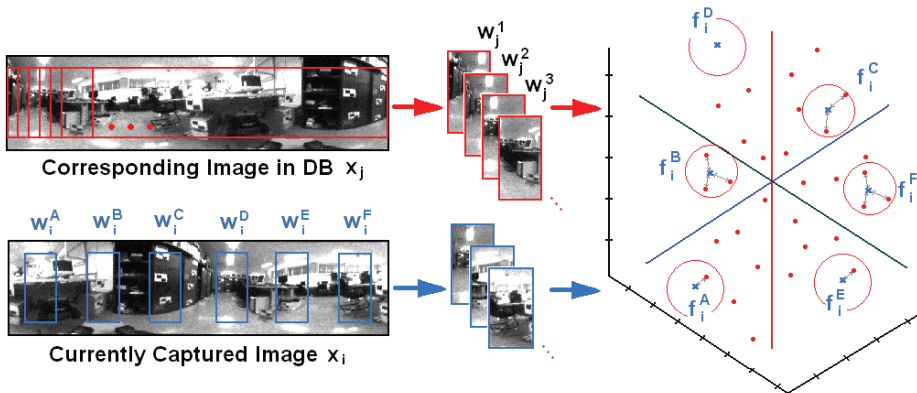 w_j^1
w_j^2
w_j^3
Corresponding Image in DB x_j
w_i^A w_i^B w_i^C w_i^D w_i^E w_i^F
Currently Captured Image x_i
f_i^D
f_i^C
f_i^B
f_i^F
f_i^A
f_i^E